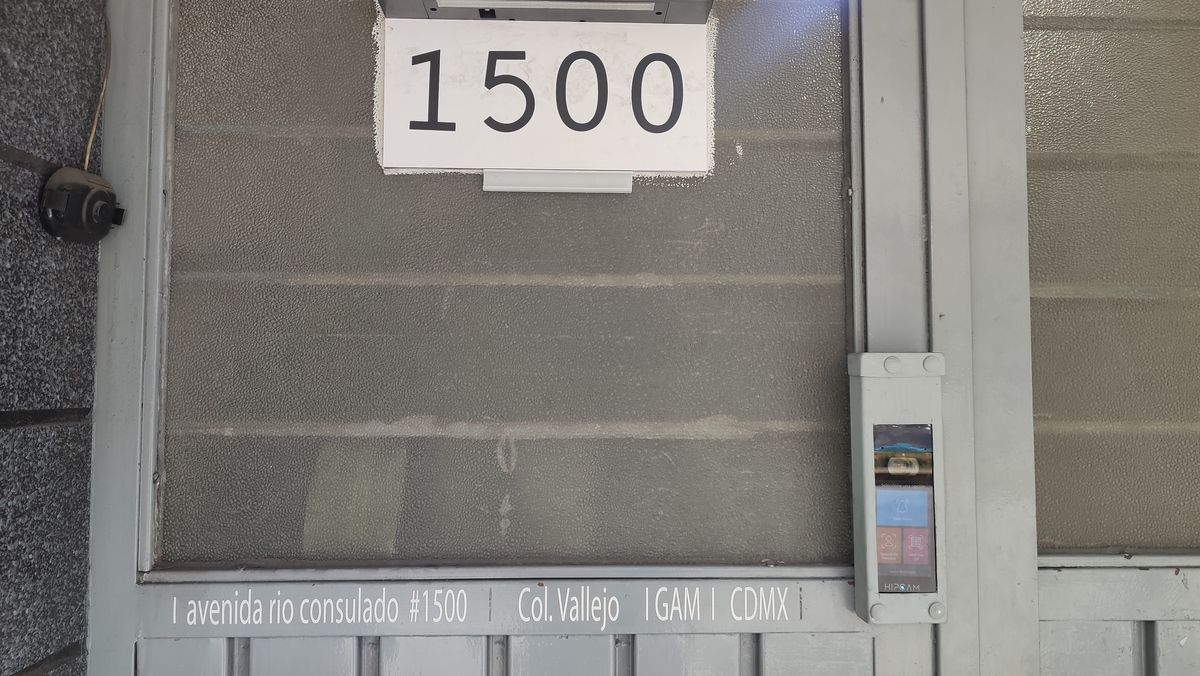 1500
HIPCAM
| avenida rio consulado #1500 | Col. Vallejo | GAM | CDMX |